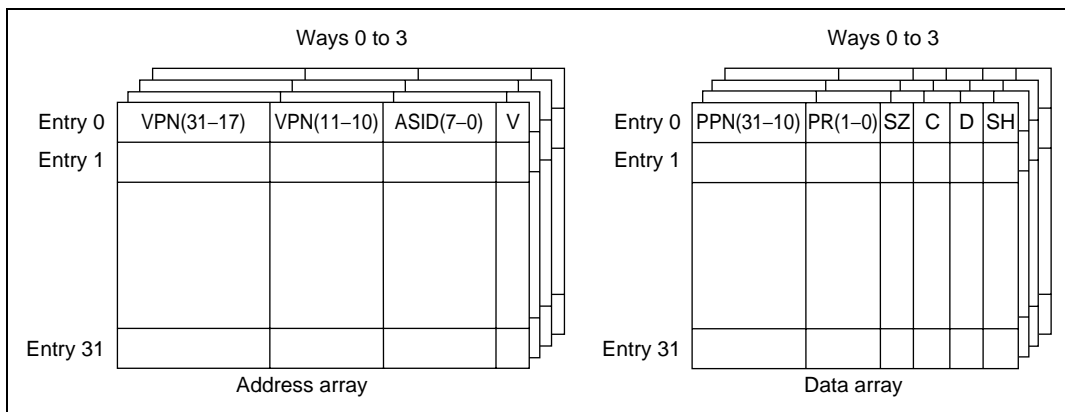 Ways 0 to 3
Entry 0 VPN(31–17) VPN(11–10) ASID(7–0) V
Entry 1
Entry 31
Address array
Ways 0 to 3
Entry 0 PPN(31–10) PR(1–0) SZ C D SH
Entry 1
Entry 31
Data array